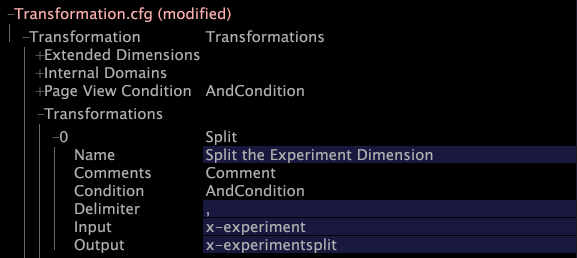 Transformation.cfg (modified)
Transformation Transformations
Extended Dimensions
Internal Domains
Page View Condition AndCondition
Transformations
0 Split
Name Split the Experiment Dimension
Comments Comment
Condition AndCondition
Delimiter ,
Input x-experiment
Output x-experimentsplit